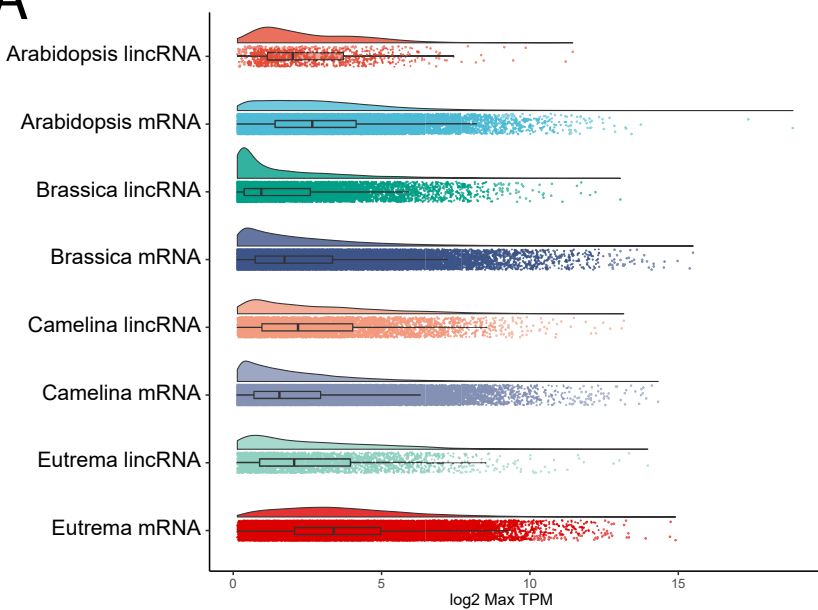 A
Arabidopsis lincRNA
Arabidopsis mRNA
Brassica lincRNA
Brassica mRNA
Camelina lincRNA
Camelina mRNA
Eutrema lincRNA
Eutrema mRNA
0 5 10 15
log2 Max TPM